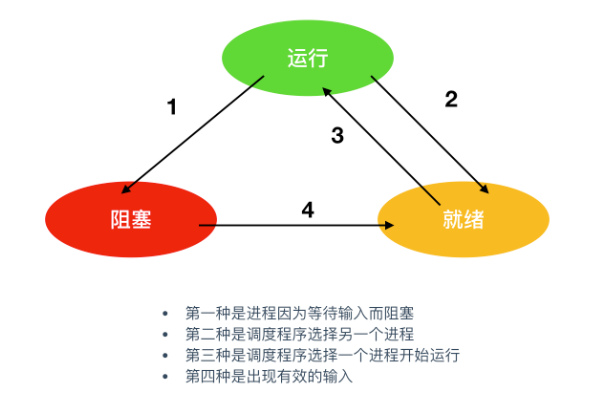 运行
1
2
3
阻塞
4
就绪
• 第一种是进程因为等待输入而阻塞
• 第二种是调度程序选择另一个进程
• 第三种是调度程序选择一个进程开始运行
• 第四种是出现有效的输入